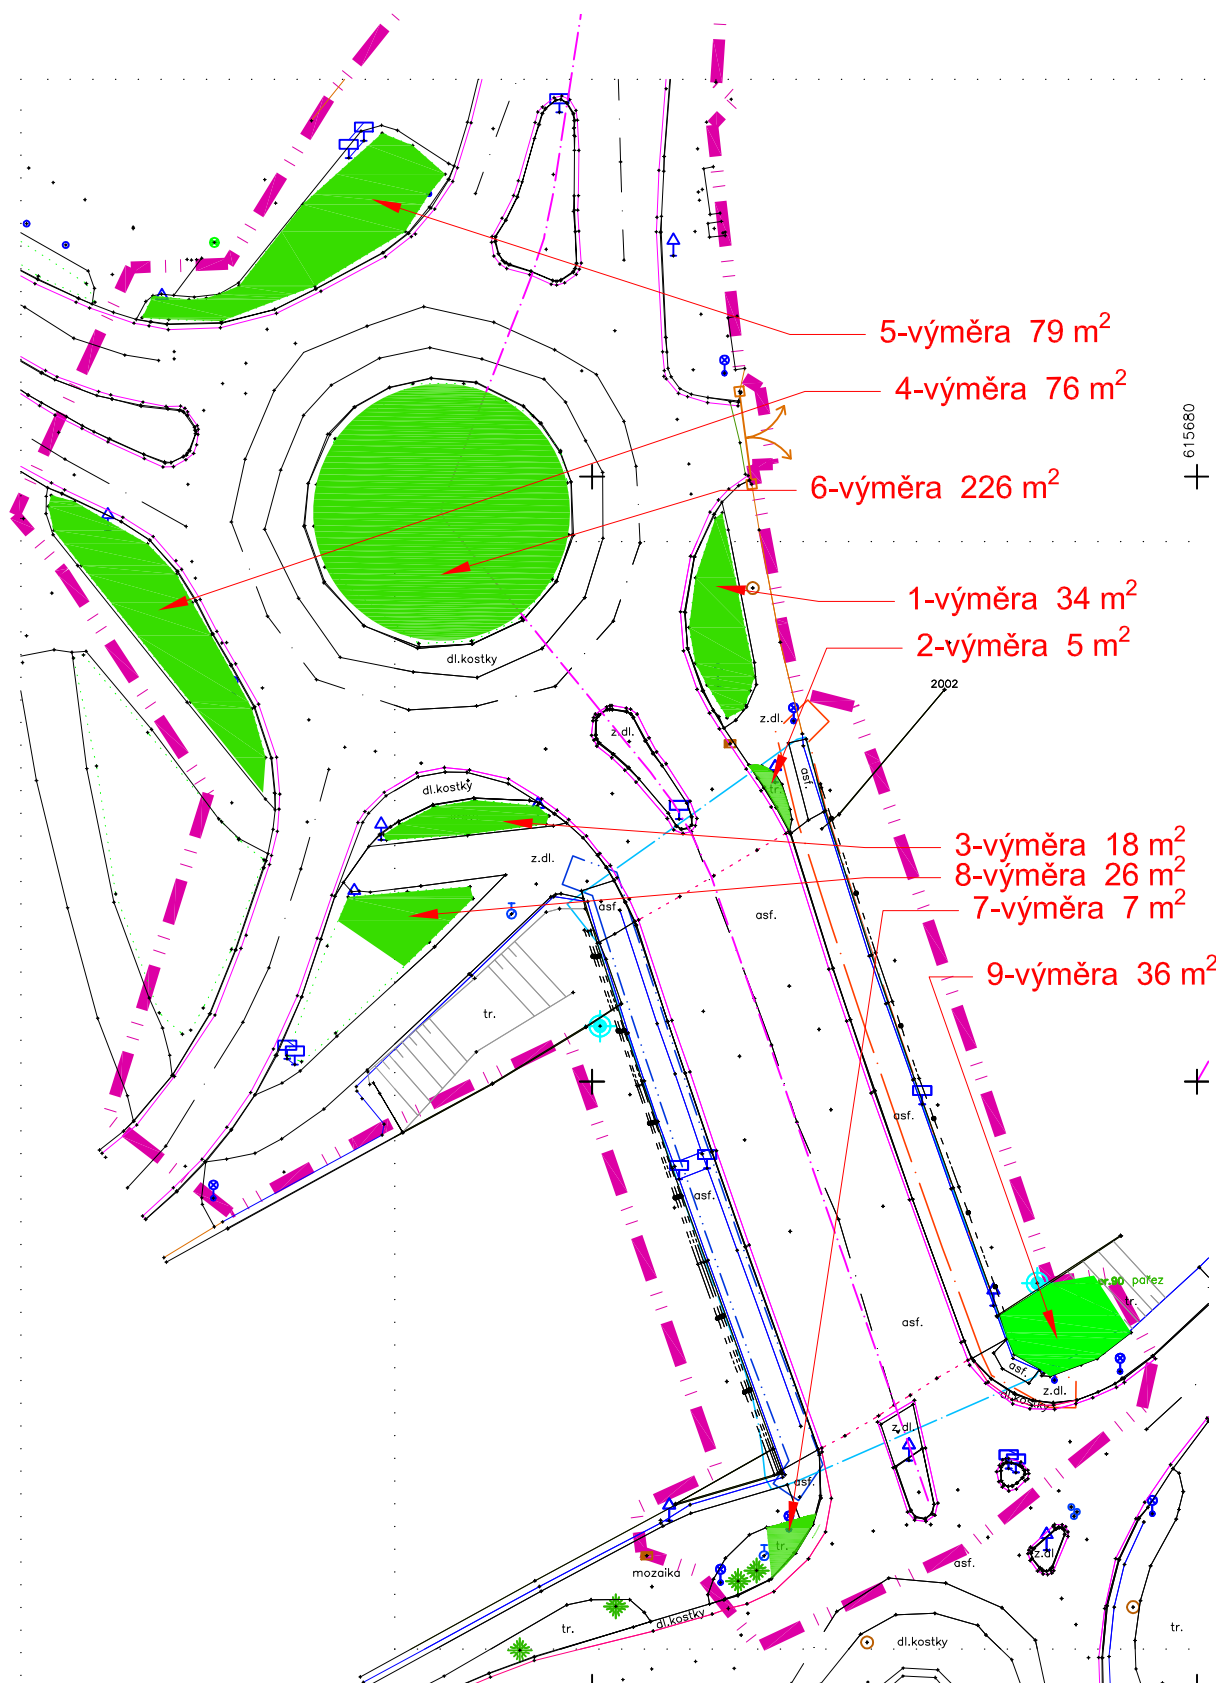 5-výměra 79 m²
4-výměra 76 m²
615680
6-výměra 226 m²
1-výměra 34 m²
2-výměra 5 m²
dl.kostky
2002
z.dl.
z.dl.
asf.
tr.
dl.kostky
3-výměra 18 m²
z.dl.
8-výměra 26 m²
asf.
asf.
7-výměra 7 m²
9-výměra 36 m²
tr.
asf.
asf.
pařez
tr.
asf.
asf.
z.dl.
dl.kostky
z.dl.
asf.
tr.
z.dl.
asf.
mozaika
dl.kostky
tr.
tr.
dl.kostky